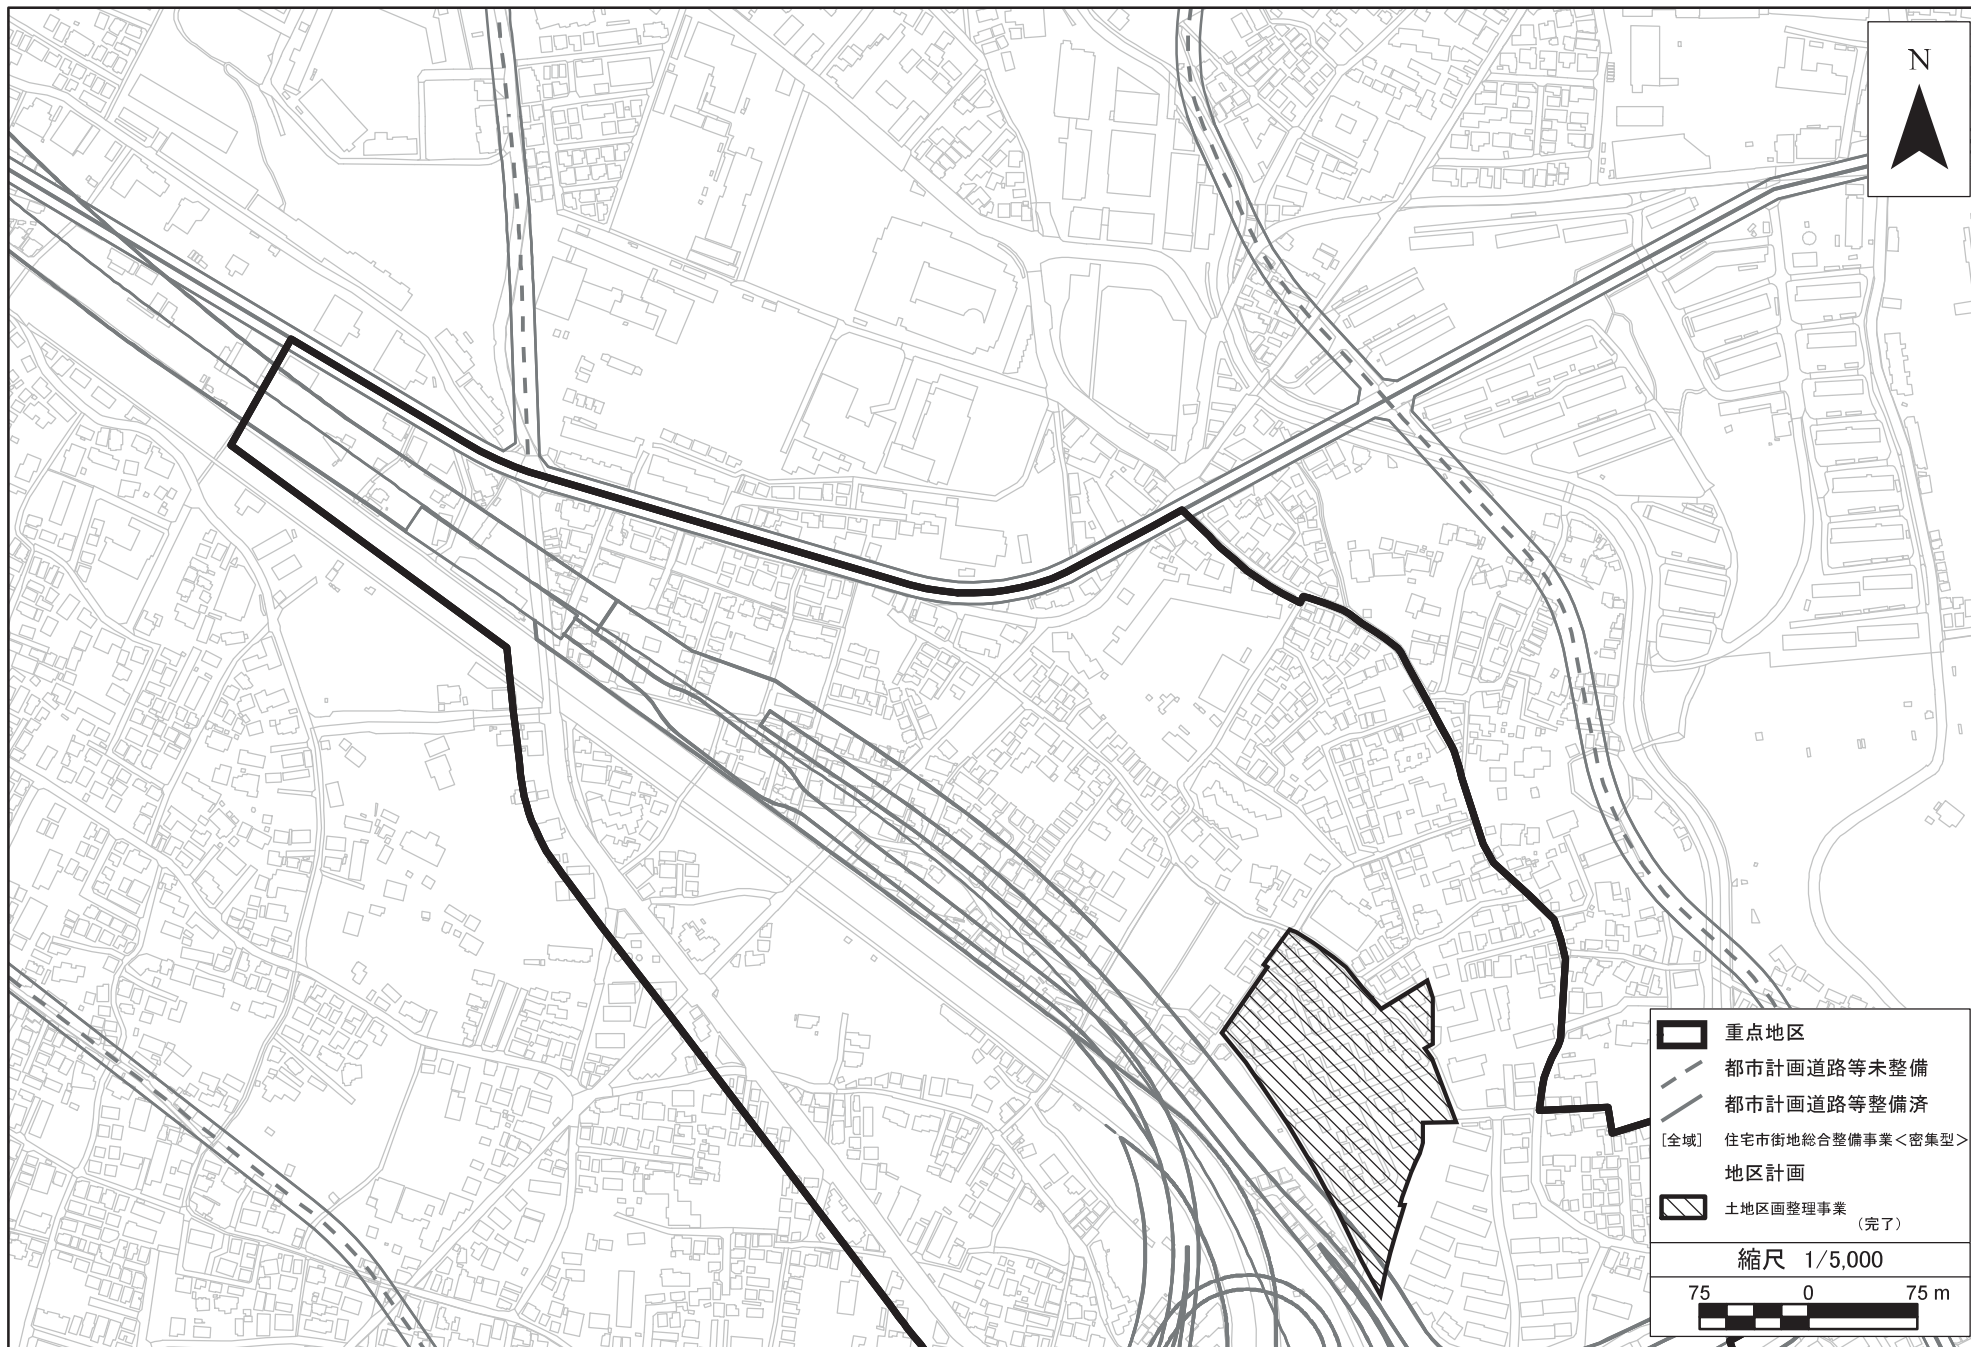 N
重点地区
都市計画道路等未整備
都市計画道路等整備済
[全域] 住宅市街地総合整備事業＜密集型＞
地区計画
土地区画整理事業
（完了）
縮尺 1/5,000
75 0 75 m